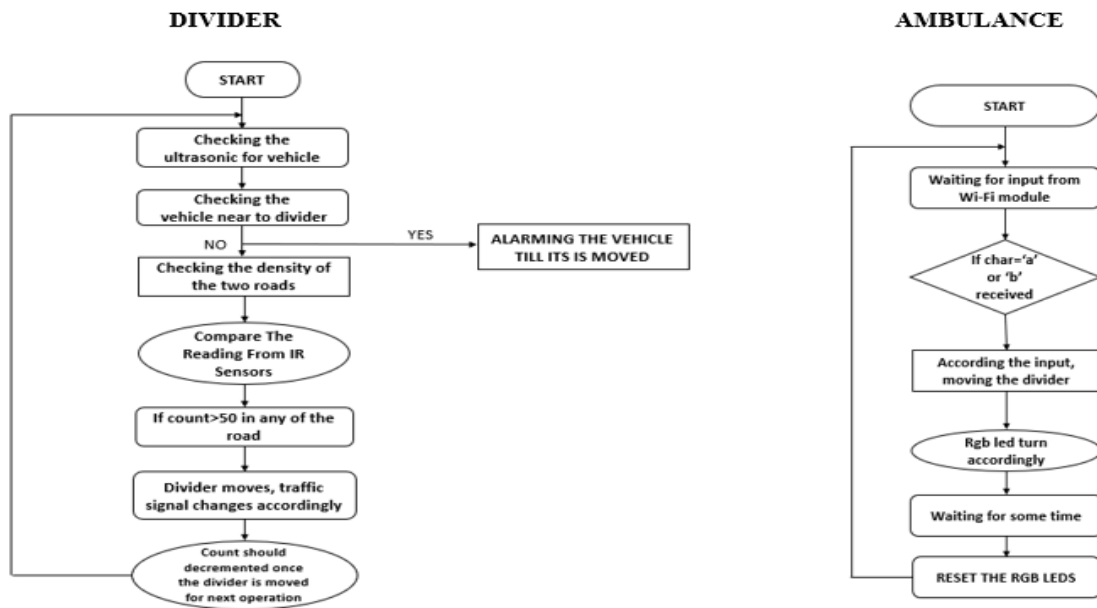 DIVIDER
START
Checking the
ultrasonic for vehicle
Checking the
vehicle near to divider
NO
YES
ALARMING THE VEHICLE
TILL ITS IS MOVED
Checking the density of
the two roads
Compare The
Reading From IR
Sensors
If count>50 in any of the
road
Divider moves, traffic
signal changes accordingly
Count should
decremented once
the divider is moved
for next operation
AMBULANCE
START
Waiting for input from
Wi-Fi module
If char=‘a’
or ‘b’
received
According the input,
moving the divider
Rgb led turn
accordingly
Waiting for some time
RESET THE RGB LEDS